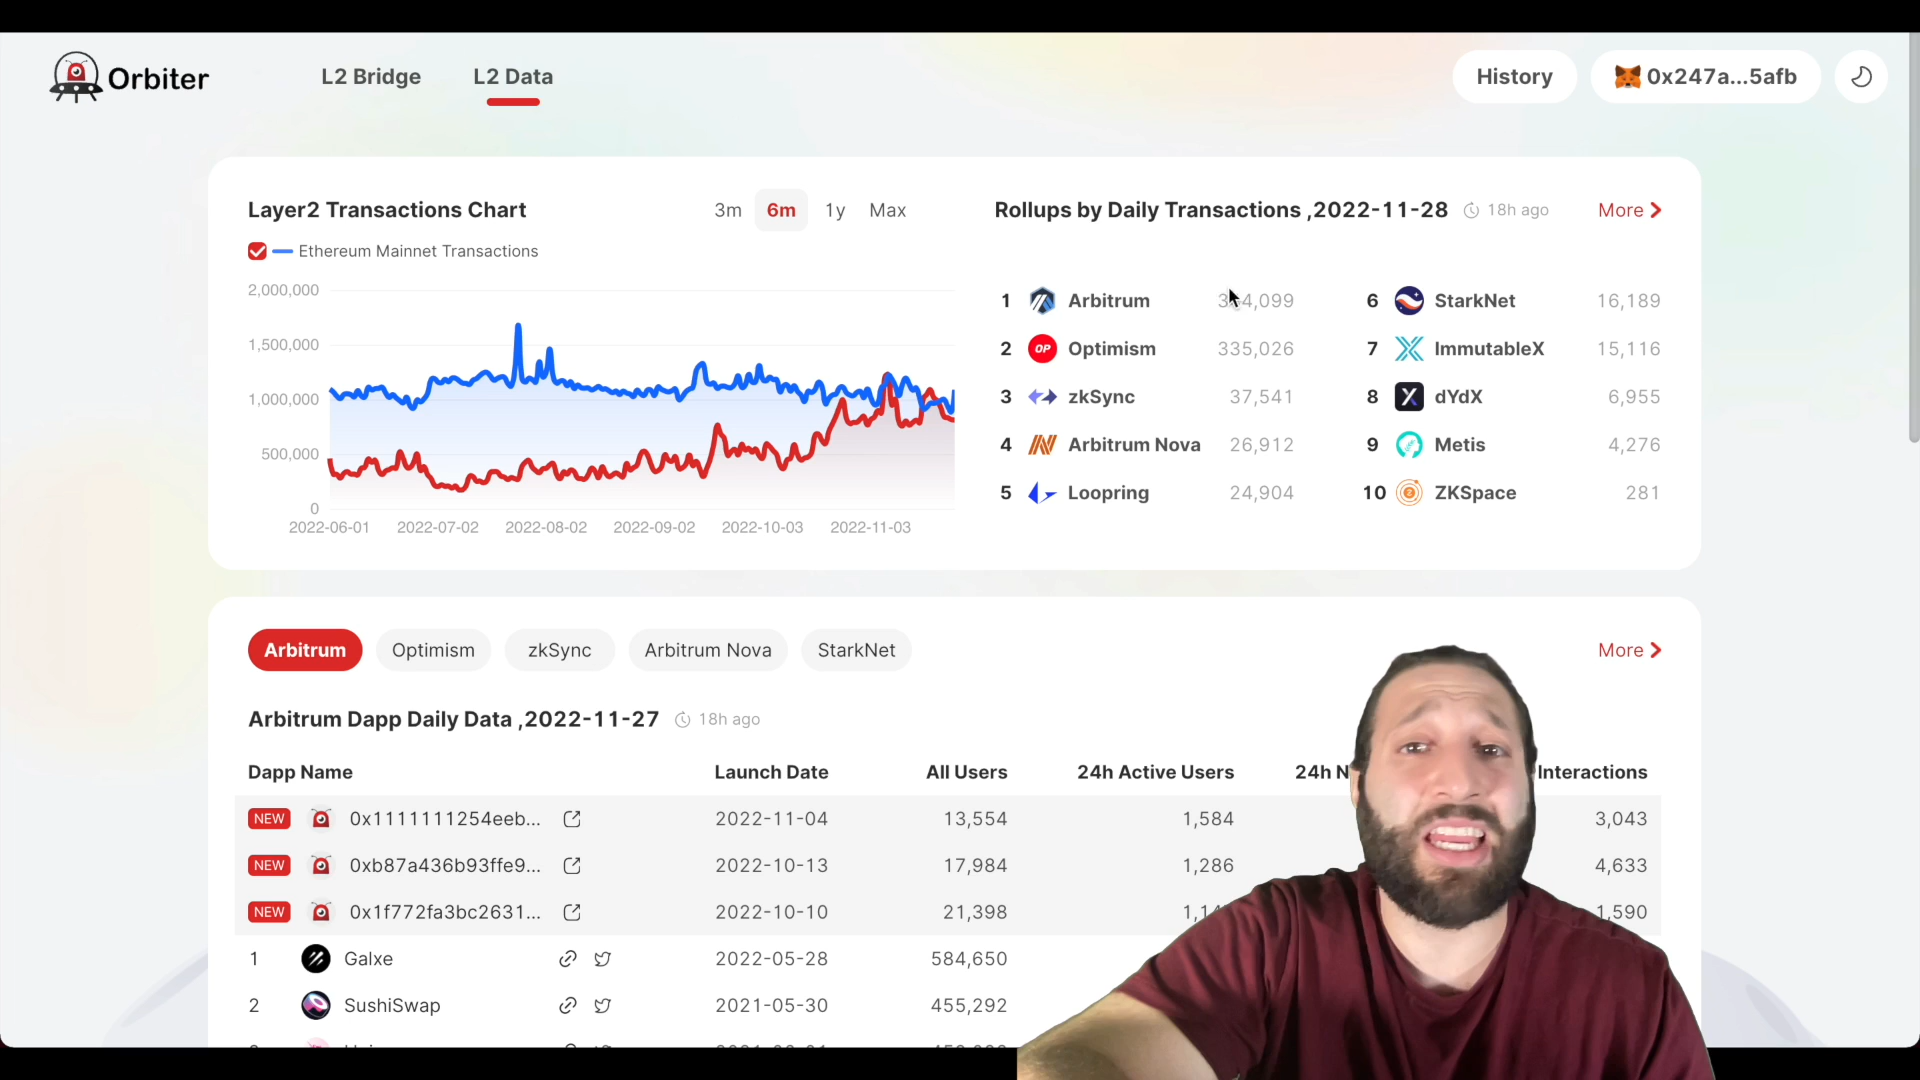 Orbiter
L2 Bridge
L2 Data
History
0x247a...5afb
Layer2 Transactions Chart
3m 6m 1y Max
Ethereum Mainnet Transactions
2,000,000
1,500,000
1,000,000
500,000
0
2022-06-01 2022-07-02 2022-08-02 2022-09-02 2022-10-03 2022-11-03
Rollups by Daily Transactions ,2022-11-28 18h ago More
1 Arbitrum
2 OP Optimism 335,026
3 zkSync 37,541
4 Arbitrum Nova 26,912
5 Loopring 24,904
6 StarkNet 16,189
7 ImmutableX 15,116
8 dYdX 6,955
9 Metis 4,276
10 ZKSpace 281
Arbitrum Optimism zkSync Arbitrum Nova StarkNet More
Arbitrum Dapp Daily Data ,2022-11-27 18h ago
Dapp Name Launch Date All Users 24h Active Users 24h Interactions
NEW 0x1111111254eeb... 2022-11-04 13,554 1,584 3,043
NEW 0xb87a436b93ffe9... 2022-10-13 17,984 1,286 4,633
NEW 0x1f772fa3bc2631... 2022-10-10 21,398 1,590
1 Galxe 2022-05-28 584,650
2 SushiSwap 2021-05-30 455,292